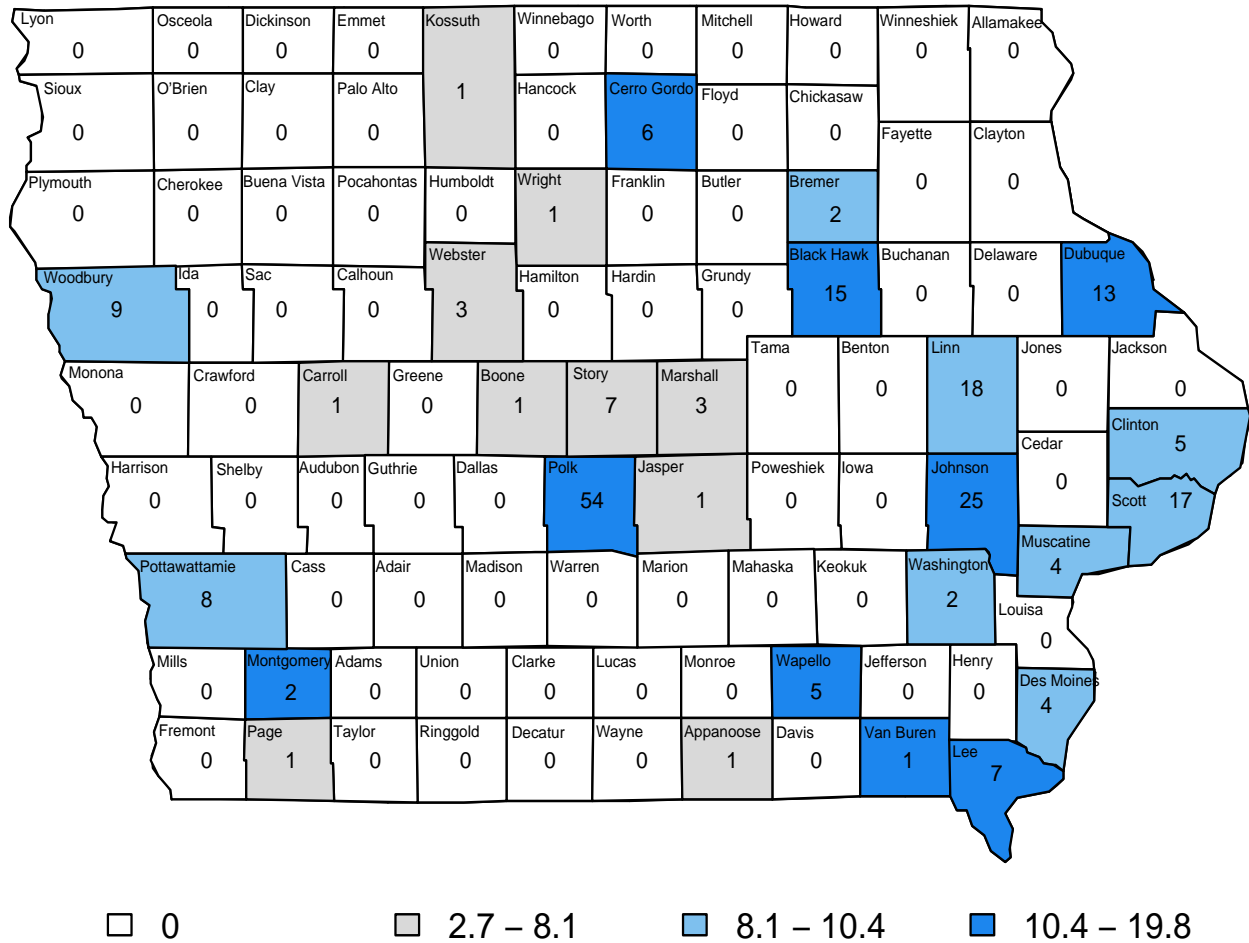 Lyon Osceola Dickinson Emmet Kossuth Winnebago Worth Mitchell Howard Winneshiek Allamakee
0 0 0 0 0 0 0 0 0 0
Sioux O'Brien Clay Palo Alto Hancock Cerro Gordo Floyd Chickasaw
0 0 0 0 1 0 6 0 0
Fayette Clayton
0 0
Plymouth Cherokee Buena Vista Pocahontas Humboldt Wright Franklin Butler Bremer
0 0 0 0 0 1 0 0 2
Woodbury Ida Sac Calhoun Webster Hamilton Hardin Grundy Black Hawk Buchanan Delaware Dubuque
9 0 0 0 3 0 0 0 15 0 0 13
Monona Crawford Carroll Greene Boone Story Marshall Tama Benton Linn Jones Jackson
0 0 1 0 1 7 3 0 0 18 0 0
Clinton
5
Harrison Shelby Audubon Guthrie Dallas Polk Jasper Poweshiek Iowa Johnson Cedar Scott
0 0 0 0 0 54 1 0 0 25 0 17
Pottawattamie Cass Adair Madison Warren Marion Mahaska Keokuk Washington Muscatine
8 0 0 0 0 0 0 0 2 4
Louisa
0
Mills Montgomery Adams Union Clarke Lucas Monroe Wapello Jefferson Henry Des Moines
0 2 0 0 0 0 0 5 0 0 4
Fremont Page Taylor Ringgold Decatur Wayne Appanoose Davis Van Buren Lee
0 1 0 0 0 0 1 0 1 7
0 2.7 – 8.1 8.1 – 10.4 10.4 – 19.8